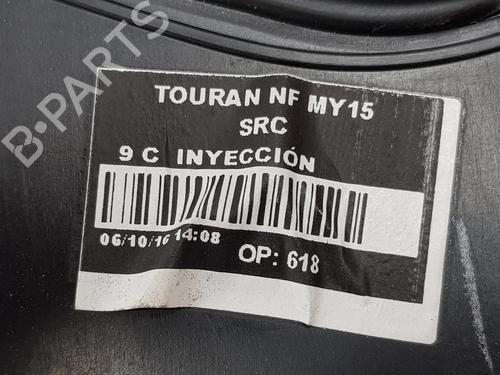 B-PARTS
TOURAN NF MY15
SRC
9 C INYECCIÓN
06/10/16 14:08
OP: 618